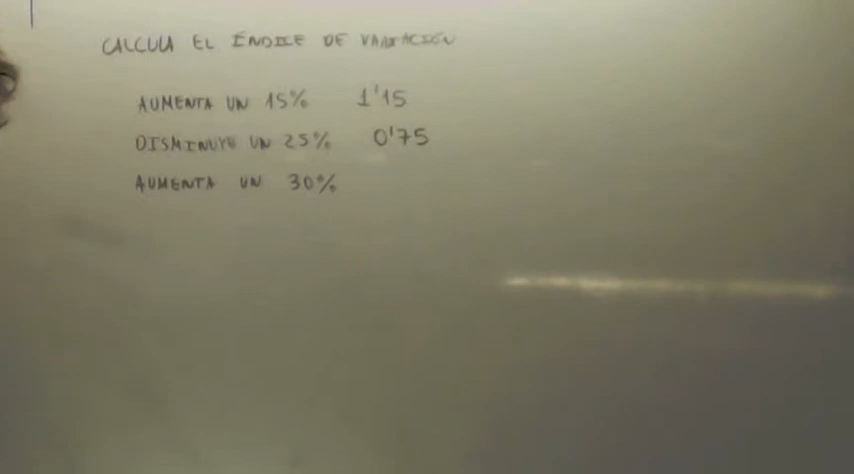 CALCULA EL ÍNDICE DE VARIACIÓN
AUMENTA UN 15% 1'15
DISMINUYE UN 25% 0'75
AUMENTA UN 30%